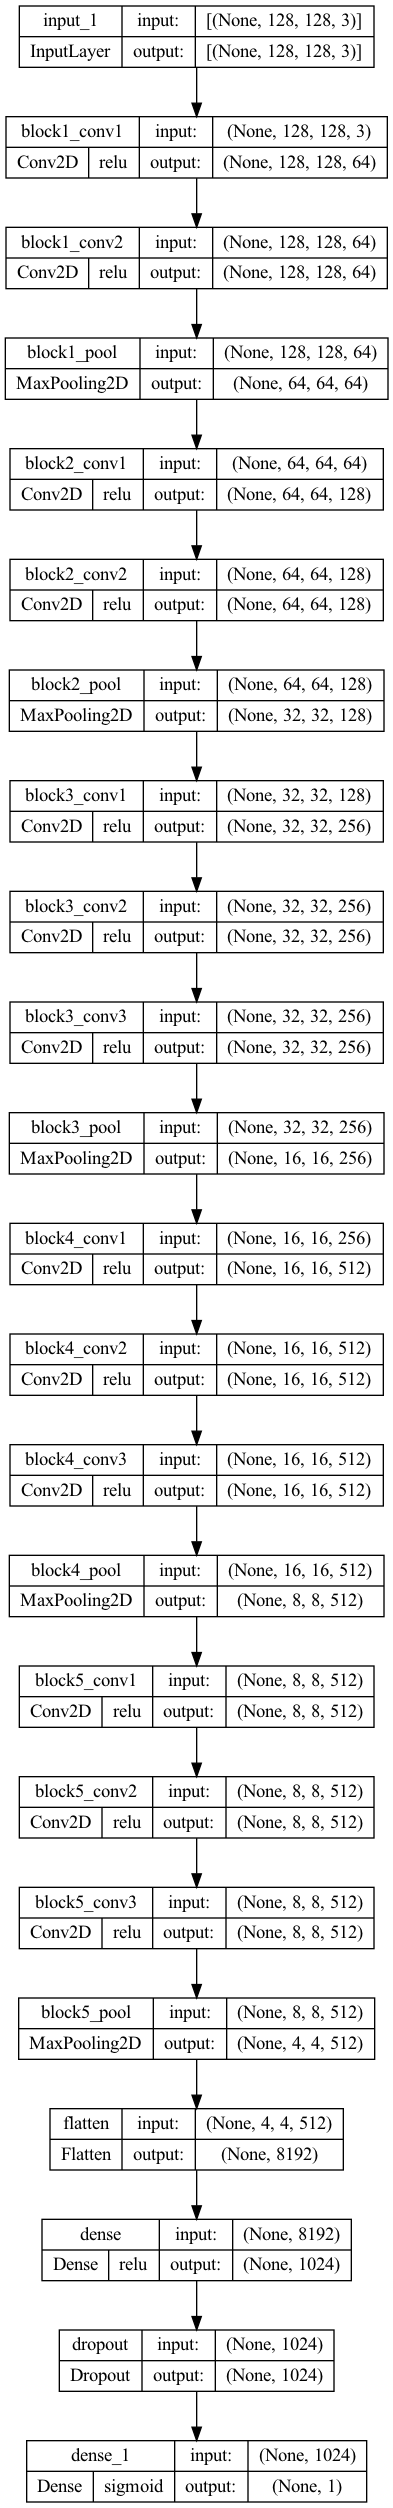 input_1 input: [(None, 128, 128, 3)]
InputLayer output: [(None, 128, 128, 3)]
block1_conv1 input: (None, 128, 128, 3)
Conv2D relu output: (None, 128, 128, 64)
block1_conv2 input: (None, 128, 128, 64)
Conv2D relu output: (None, 128, 128, 64)
block1_pool input: (None, 128, 128, 64)
MaxPooling2D output: (None, 64, 64, 64)
block2_conv1 input: (None, 64, 64, 64)
Conv2D relu output: (None, 64, 64, 128)
block2_conv2 input: (None, 64, 64, 128)
Conv2D relu output: (None, 64, 64, 128)
block2_pool input: (None, 64, 64, 128)
MaxPooling2D output: (None, 32, 32, 128)
block3_conv1 input: (None, 32, 32, 128)
Conv2D relu output: (None, 32, 32, 256)
block3_conv2 input: (None, 32, 32, 256)
Conv2D relu output: (None, 32, 32, 256)
block3_conv3 input: (None, 32, 32, 256)
Conv2D relu output: (None, 32, 32, 256)
block3_pool input: (None, 32, 32, 256)
MaxPooling2D output: (None, 16, 16, 256)
block4_conv1 input: (None, 16, 16, 256)
Conv2D relu output: (None, 16, 16, 512)
block4_conv2 input: (None, 16, 16, 512)
Conv2D relu output: (None, 16, 16, 512)
block4_conv3 input: (None, 16, 16, 512)
Conv2D relu output: (None, 16, 16, 512)
block4_pool input: (None, 16, 16, 512)
MaxPooling2D output: (None, 8, 8, 512)
block5_conv1 input: (None, 8, 8, 512)
Conv2D relu output: (None, 8, 8, 512)
block5_conv2 input: (None, 8, 8, 512)
Conv2D relu output: (None, 8, 8, 512)
block5_conv3 input: (None, 8, 8, 512)
Conv2D relu output: (None, 8, 8, 512)
block5_pool input: (None, 8, 8, 512)
MaxPooling2D output: (None, 4, 4, 512)
flatten input: (None, 4, 4, 512)
Flatten output: (None, 8192)
dense input: (None, 8192)
Dense relu output: (None, 1024)
dropout input: (None, 1024)
Dropout output: (None, 1024)
dense_1 input: (None, 1024)
Dense sigmoid output: (None, 1)